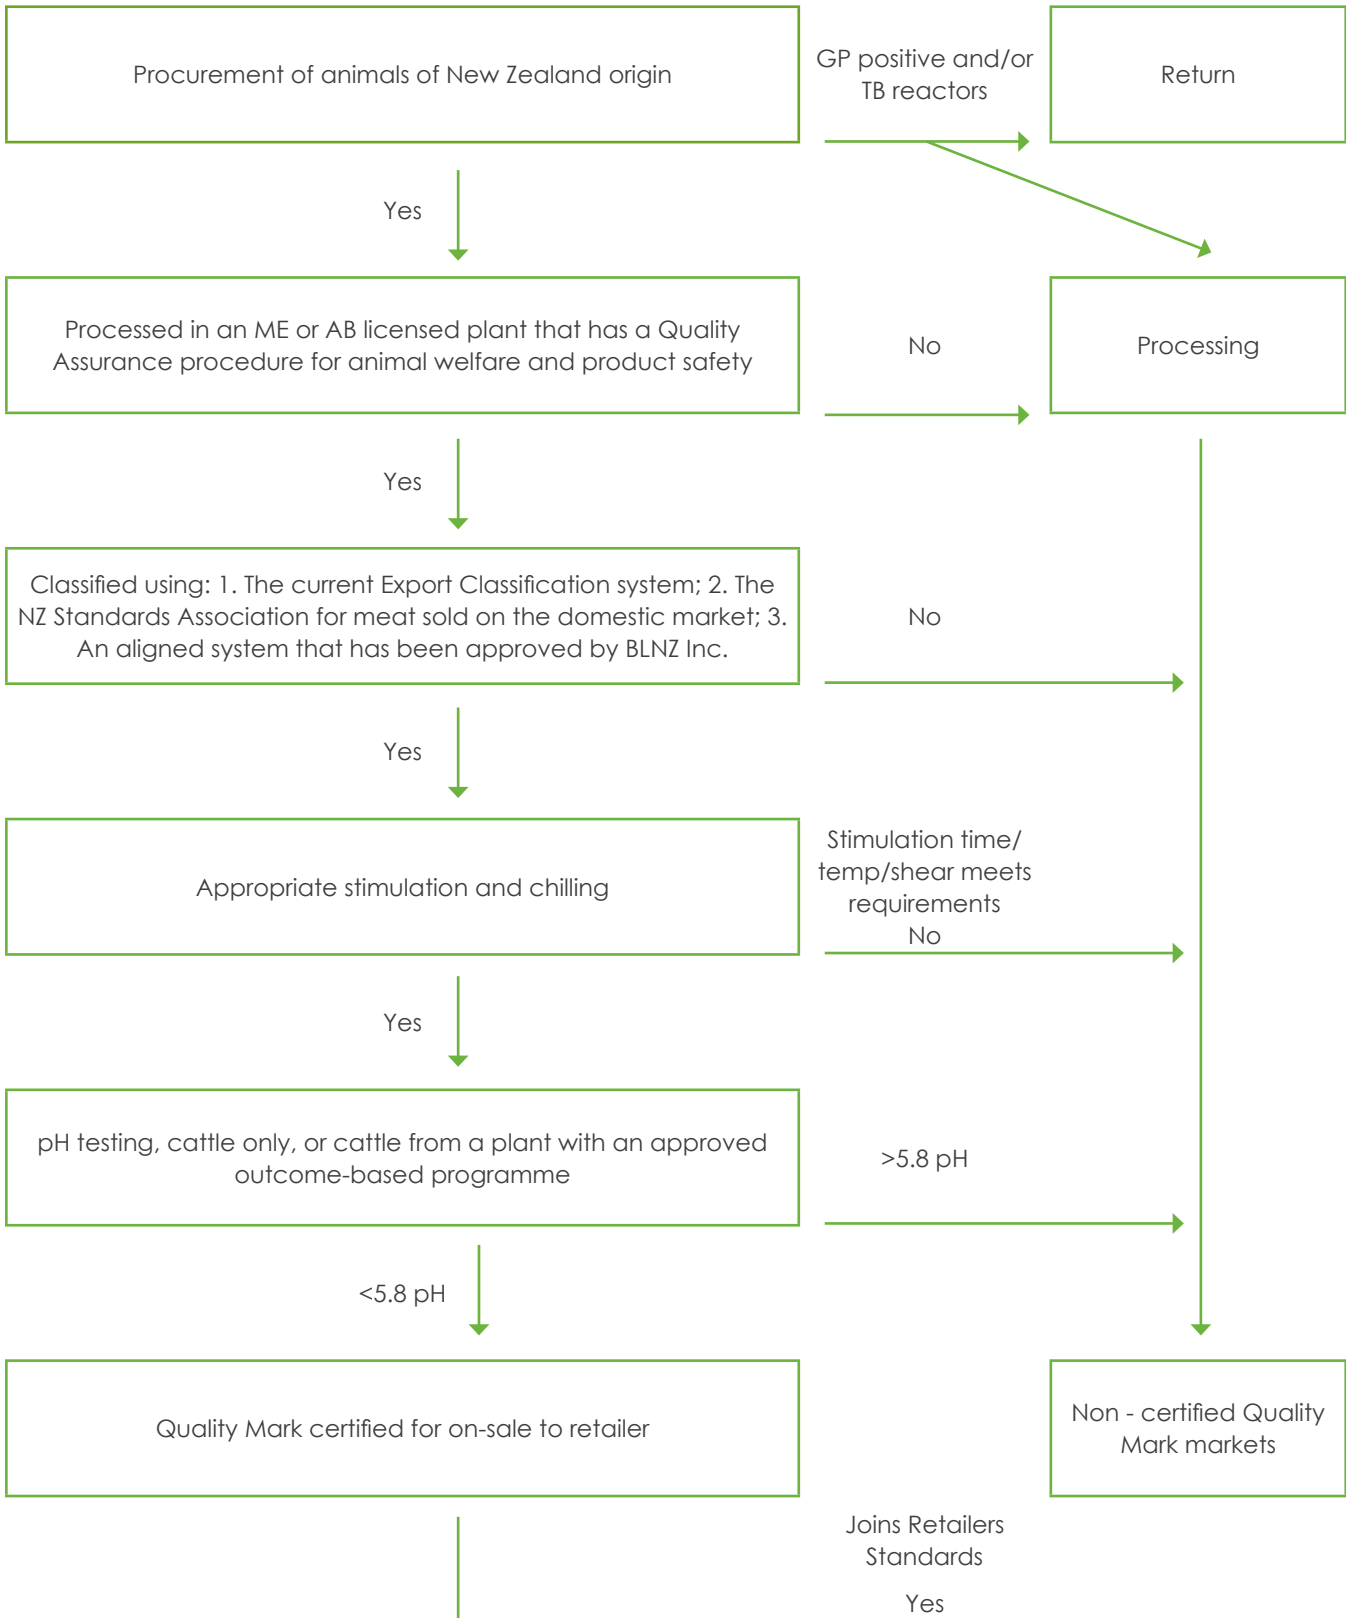 Procurement of animals of New Zealand origin
GP positive and/or
TB reactors
Return
Yes
Processed in an ME or AB licensed plant that has a Quality
Assurance procedure for animal welfare and product safety
No
Processing
Yes
Classified using: 1. The current Export Classification system; 2. The
NZ Standards Association for meat sold on the domestic market; 3.
An aligned system that has been approved by BLNZ Inc.
No
Yes
Appropriate stimulation and chilling
Stimulation time/
temp/shear meets
requirements
No
Yes
pH testing, cattle only, or cattle from a plant with an approved
outcome-based programme
>5.8 pH
<5.8 pH
Quality Mark certified for on-sale to retailer
Non - certified Quality
Mark markets
Joins Retailers
Standards
Yes